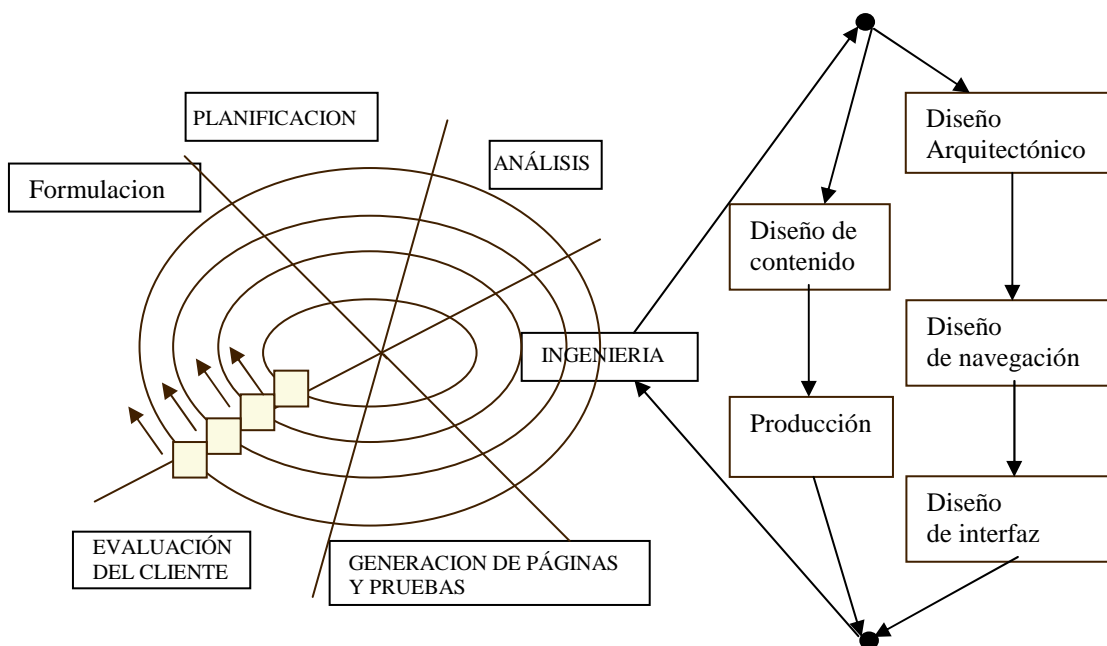 PLANIFICACION
ANÁLISIS
Formulacion
INGENIERIA
EVALUACIÓN
DEL CLIENTE
GENERACION DE PÁGINAS
Y PRUEBAS
Diseño de
contenido
Producción
Diseño
Arquitectónico
Diseño
de navegación
Diseño
de interfaz